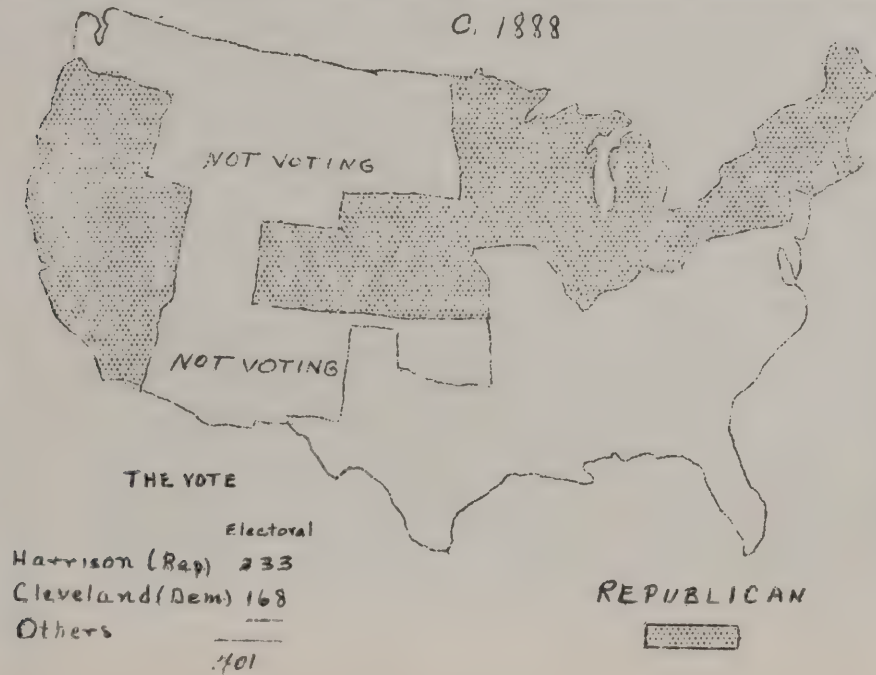 C. 1888
NOT VOTING
NOT VOTING
THE VOTE
Electoral
Harrison (Rep) 233
Cleveland (Dem) 168
Others
401
REPUBLICAN